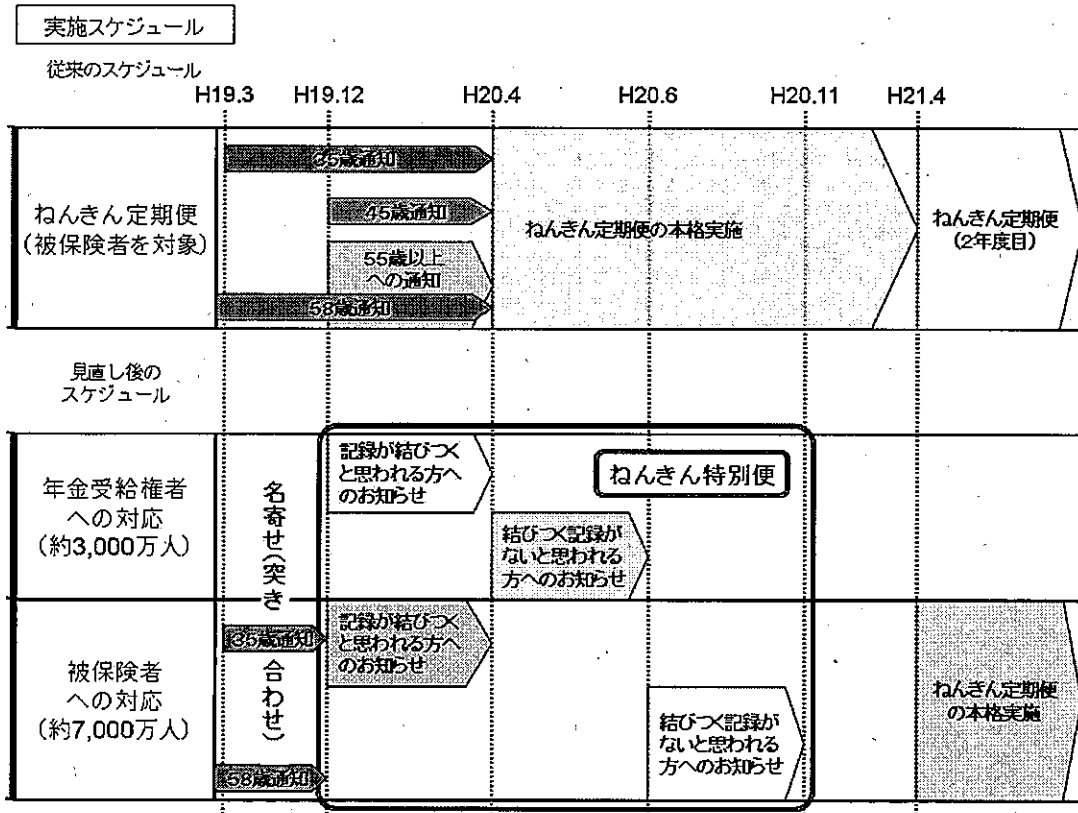 実施スケジュール
従来のスケジュール
H19.3 H19.12 H20.4 H20.6 H20.11 H21.4
ねんきん定期便
(被保険者を対象)
35歳通知
45歳通知
55歳以上
への通知
58歳通知
ねんきん定期便の本格実施
ねんきん定期便
(2年度目)
見直し後の
スケジュール
年金受給権者
への対応
(約3,000万人)
名寄せ(突き合わせ)
記録が結びつく
と思われる方へ
のお知らせ
ねんきん特別便
結びつく記録が
ないと思われる
方へのお知らせ
被保険者
への対応
(約7,000万人)
35歳通知
58歳通知
記録が結びつく
と思われる方へ
のお知らせ
結びつく記録が
ないと思われる
方へのお知らせ
ねんきん定期便
の本格実施